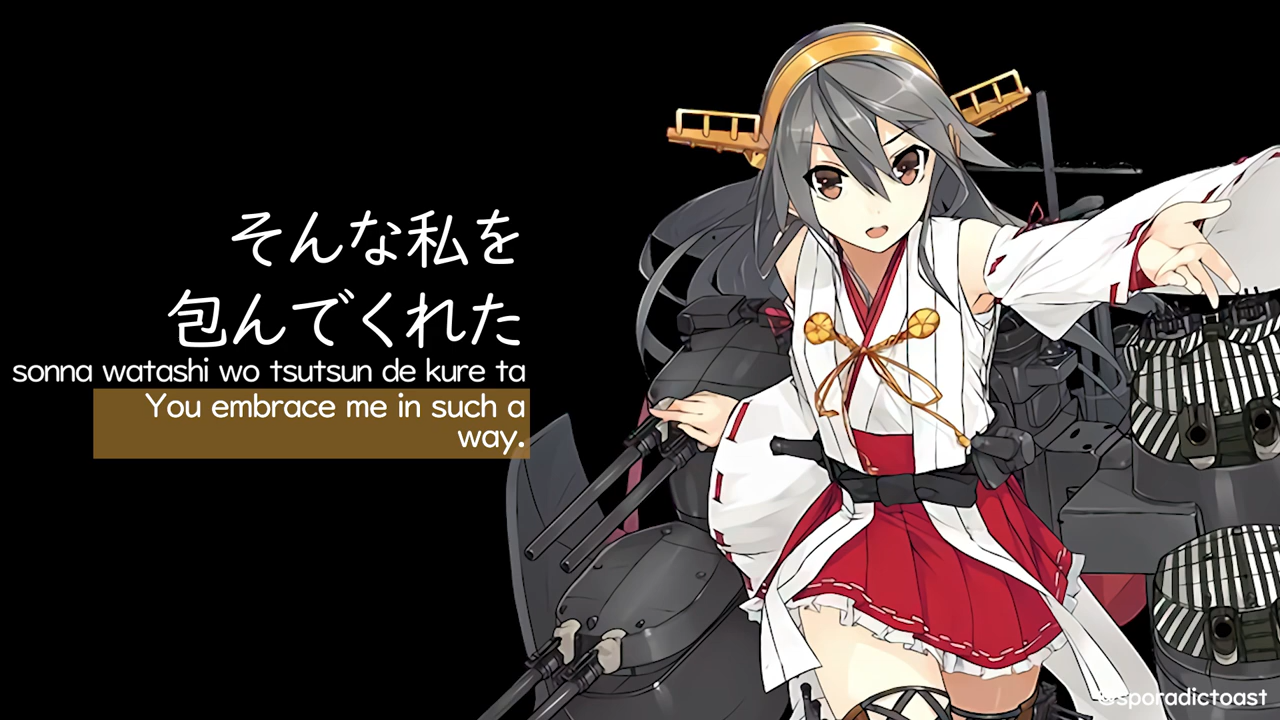 そんな私を
包んでくれた
sonna watashi wo tsutsun de kure ta
You embrace me in such a
way.
@sporadictoast